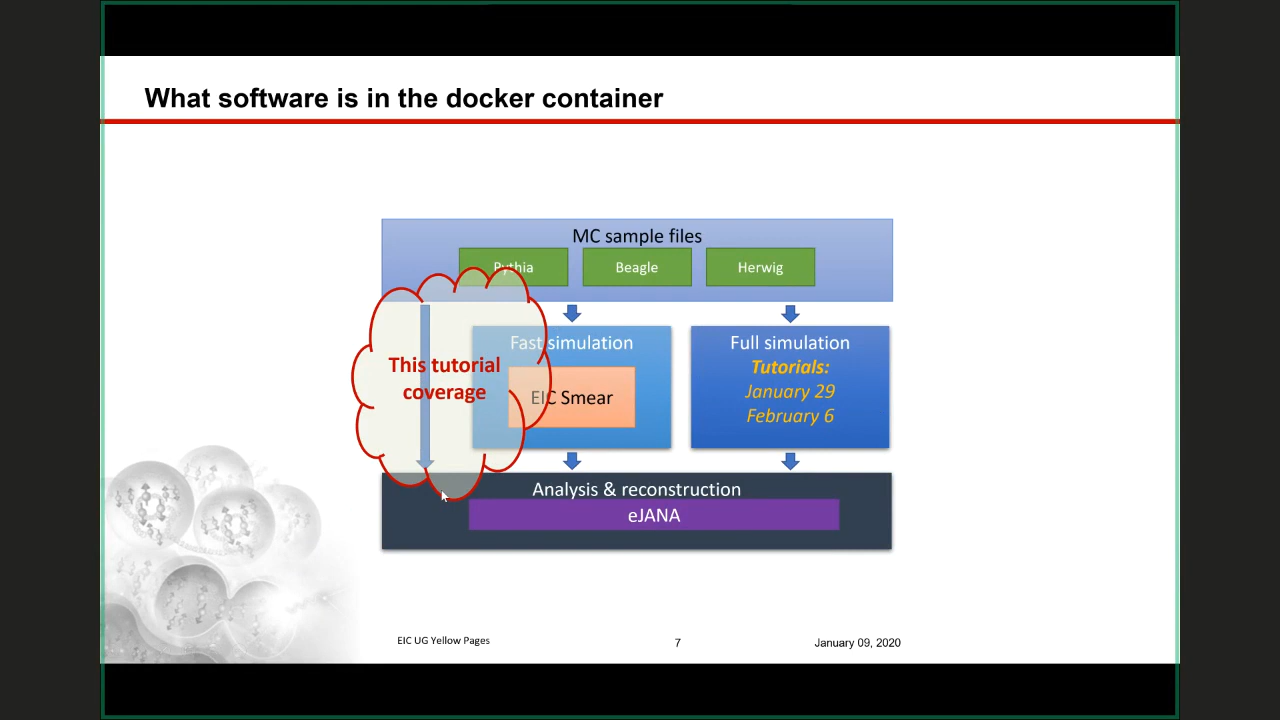 What software is in the docker container
MC sample files
Pythia
Beagle
Herwig
Fast simulation
EIC Smear
Full simulation
Tutorials:
January 29
February 6
This tutorial
coverage
Analysis & reconstruction
eJANA
EIC UG Yellow Pages
7
January 09, 2020